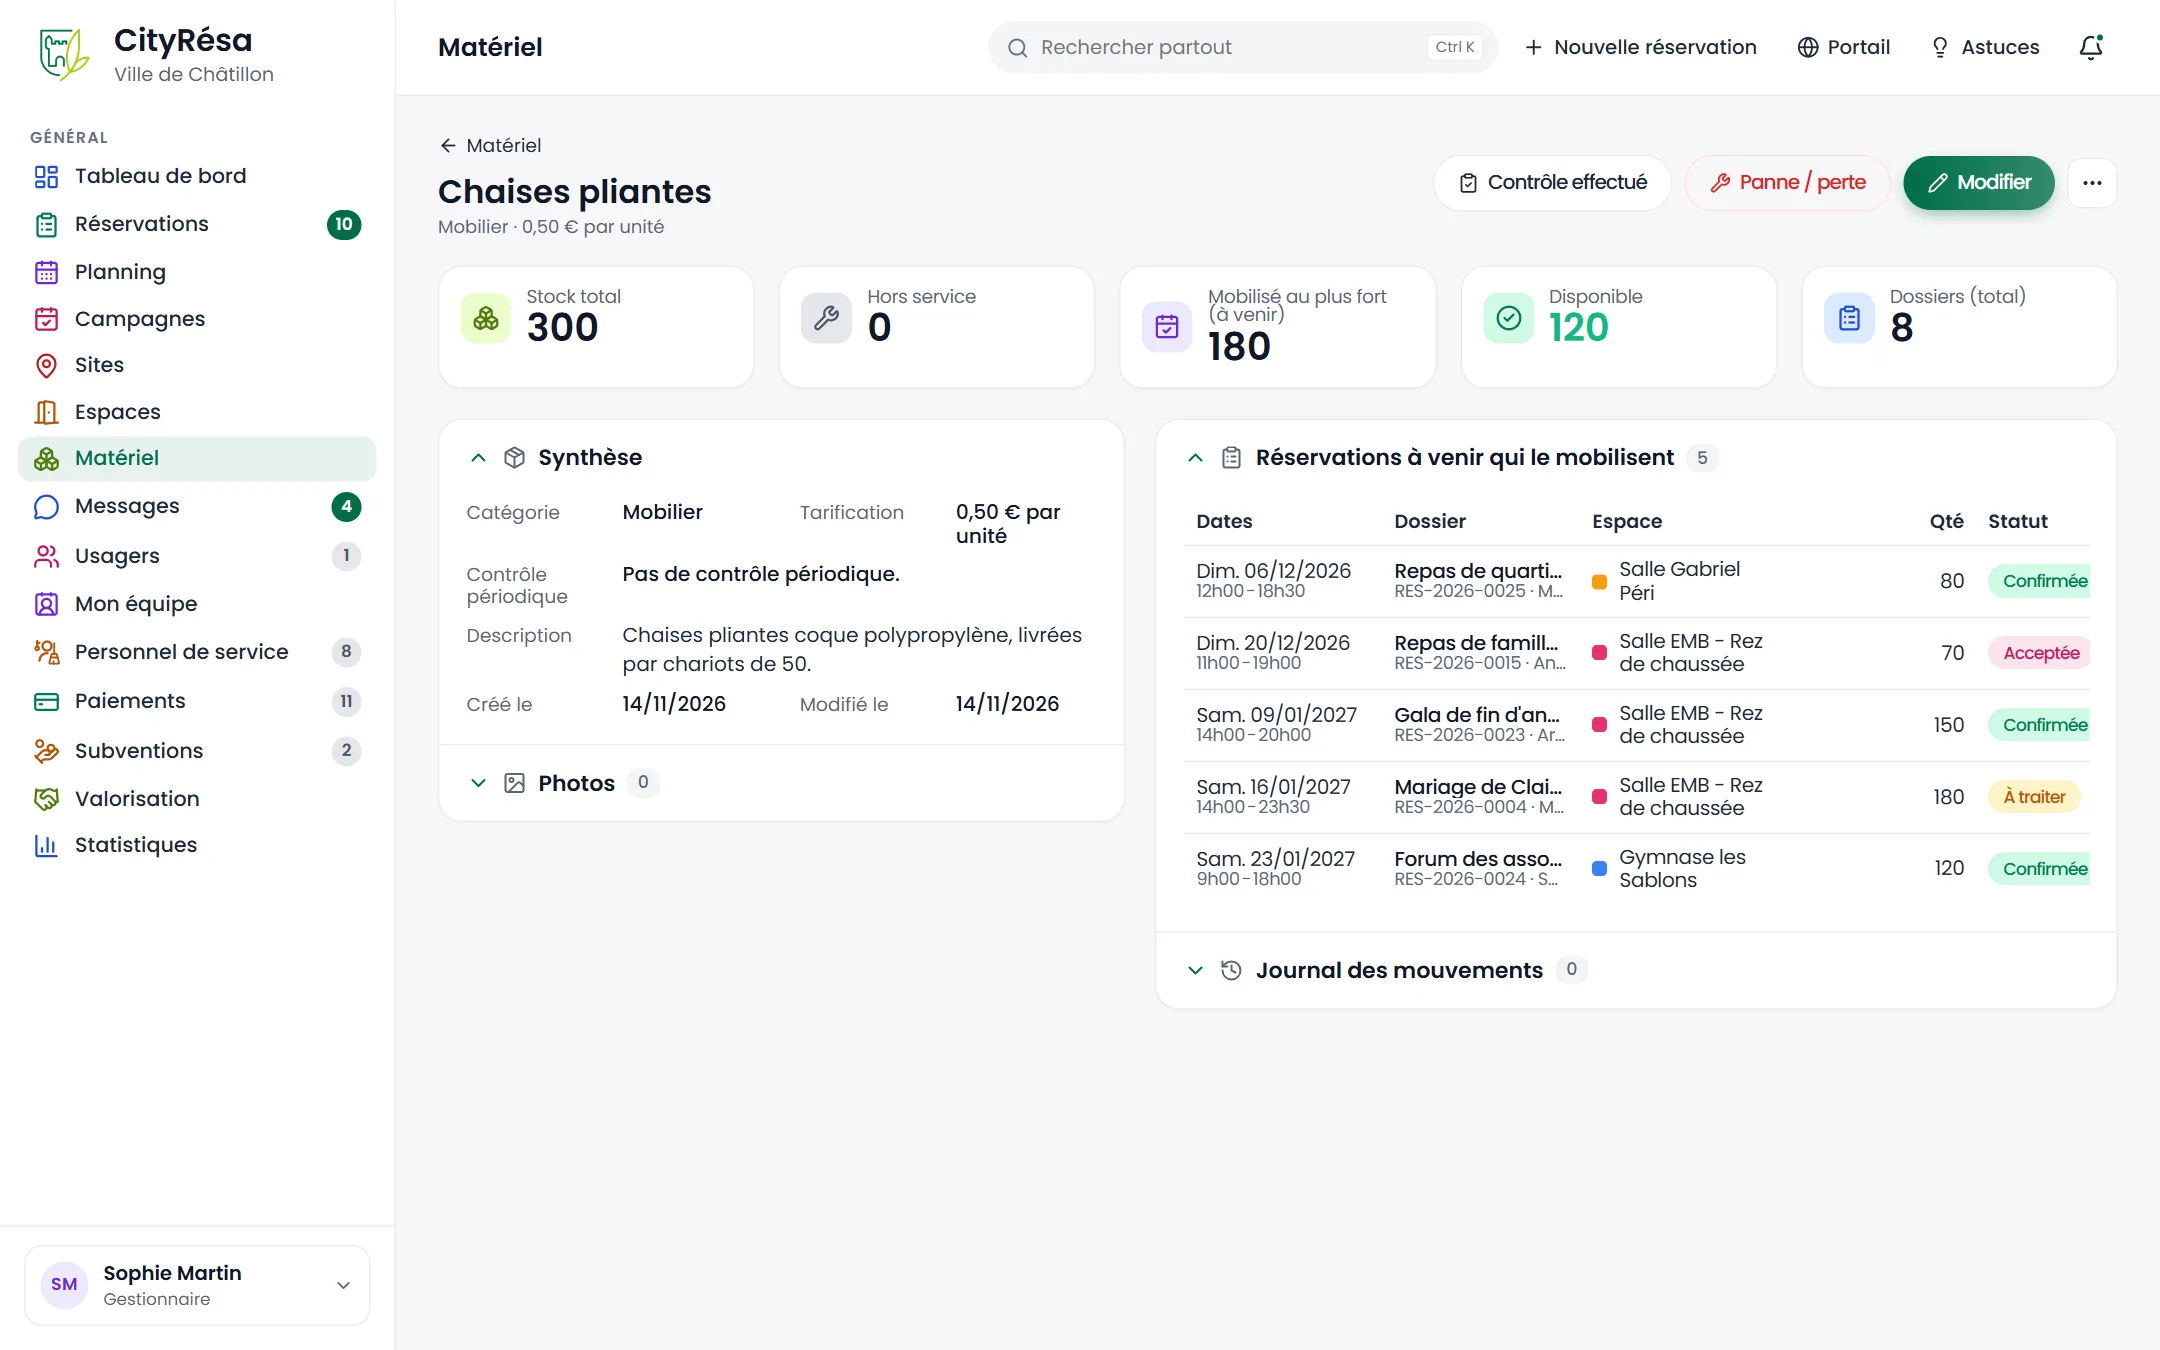 CityRésa
Ville de Châtillon
GÉNÉRAL
Tableau de bord
Réservations 10
Planning
Campagnes
Sites
Espaces
Matériel
Messages 4
Usagers 1
Mon équipe
Personnel de service 8
Paiements 11
Subventions 2
Valorisation
Statistiques
SM
Sophie Martin
Gestionnaire
Matériel
Rechercher partout Ctrl K
Nouvelle réservation
Portail
Astuces
Matériel
Chaises pliantes
Mobilier · 0,50 € par unité
Contrôle effectué
Panne / perte
Modifier
Stock total
300
Hors service
0
Mobilisé au plus fort
(à venir)
180
Disponible
120
Dossiers (total)
8
Synthèse
Catégorie Mobilier Tarification 0,50 € par
unité
Contrôle Pas de contrôle périodique.
périodique
Description Chaises pliantes coque polypropylène, livrées
par chariots de 50.
Créé le 14/11/2026 Modifié le 14/11/2026
Photos 0
Réservations à venir qui le mobilisent 5
Dates Dossier Espace Qté Statut
Dim. 06/12/2026 Repas de quarti... Salle Gabriel
12h00-18h30 RES-2026-0025 · M... Péri 80 Confirmée
Dim. 20/12/2026 Repas de famill... Salle EMB - Rez
11h00-19h00 RES-2026-0015 · An... de chaussée 70 Acceptée
Sam. 09/01/2027 Gala de fin d'an... Salle EMB - Rez
14h00-20h00 RES-2026-0023 · Ar... de chaussée 150 Confirmée
Sam. 16/01/2027 Mariage de Clai... Salle EMB - Rez
14h00-23h30 RES-2026-0004 · M... de chaussée 180 À traiter
Sam. 23/01/2027 Forum des asso... Gymnase les
9h00-18h00 RES-2026-0024 · S... Sablons 120 Confirmée
Journal des mouvements 0